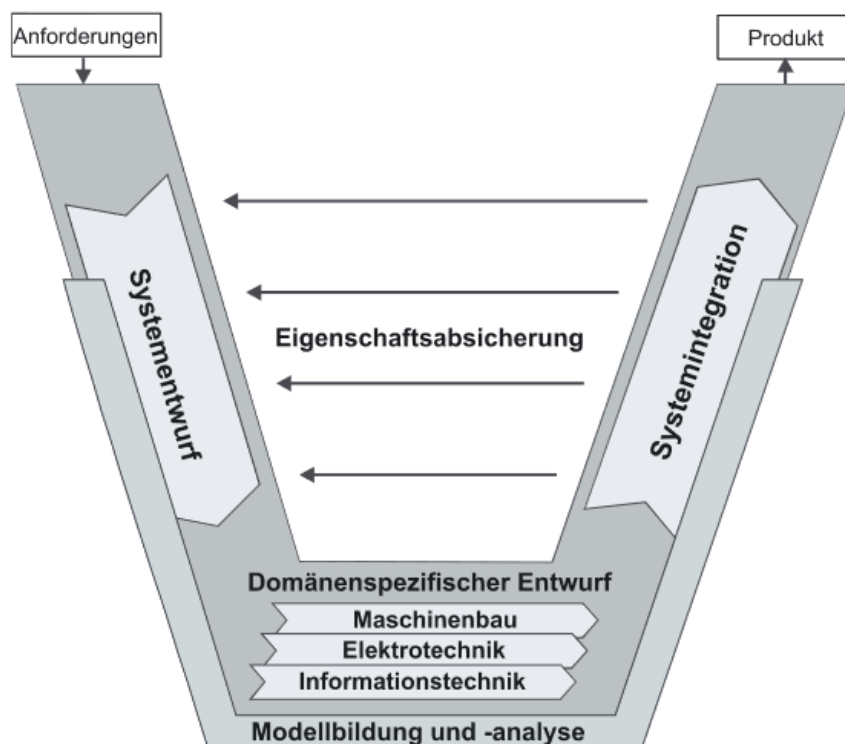 Anforderungen
Produkt
Systementwurf
Eigenschaftsabsicherung
Systemintegration
Domänenspezifischer Entwurf
Maschinenbau
Elektrotechnik
Informationstechnik
Modellbildung und -analyse